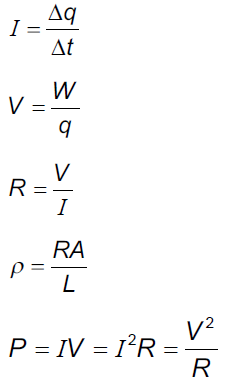 I = Δq/Δt
V = W/q
R = V/I
ρ = RA/L
P = IV = I²R = V²/R